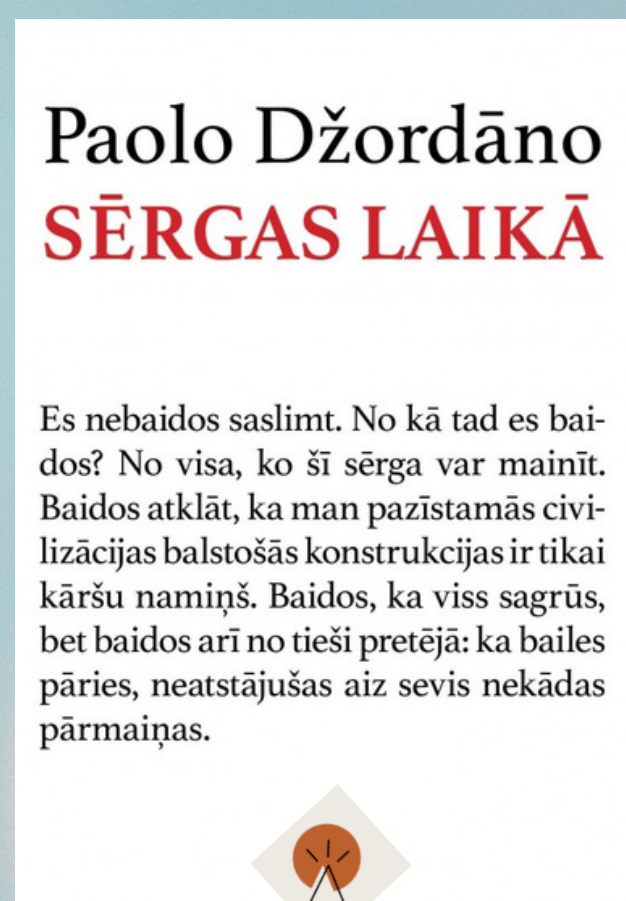 Paolo Džordāno
SĒRGAS LAIKĀ
Es nebaidos saslimt. No kā tad es bai-
dos? No visa, ko šī sērga var mainīt.
Baidos atklāt, ka man pazīstamās civi-
lizācijas balstošās konstrukcijas ir tikai
kāršu namiņš. Baidos, ka viss sagrūs,
bet baidos arī no tieši pretējā: ka bailes
pāries, neatstājušas aiz sevis nekādas
pārmaiņas.